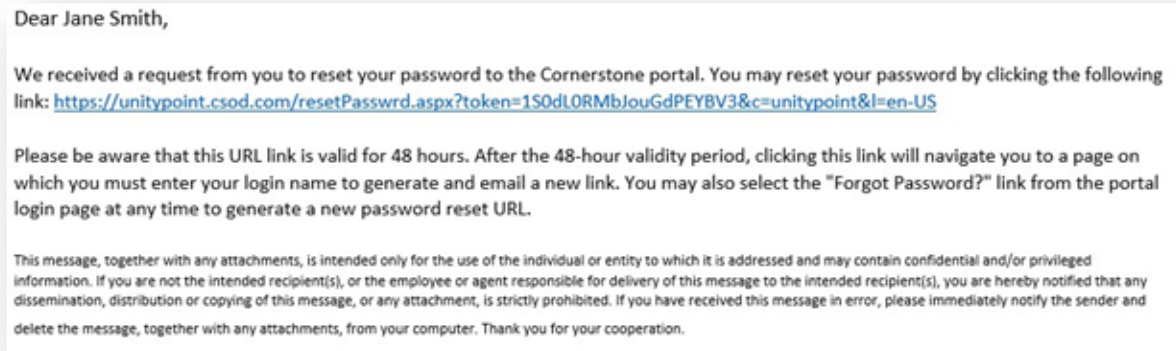 Dear Jane Smith,
We received a request from you to reset your password to the Cornerstone portal. You may reset your password by clicking the following
link: https://unitypoint.csod.com/resetPasswrd.aspx?token=1S0dL0RMbJouGdPEYBV3&c=unitypoint&l=en-US
Please be aware that this URL link is valid for 48 hours. After the 48-hour validity period, clicking this link will navigate you to a page on
which you must enter your login name to generate and email a new link. You may also select the "Forgot Password?" link from the portal
login page at any time to generate a new password reset URL.
This message, together with any attachments, is intended only for the use of the individual or entity to which it is addressed and may contain confidential and/or privileged
information. If you are not the intended recipient(s), or the employee or agent responsible for delivery of this message to the intended recipient(s), you are hereby notified that any
dissemination, distribution or copying of this message, or any attachment, is strictly prohibited. If you have received this message in error, please immediately notify the sender and
delete the message, together with any attachments, from your computer. Thank you for your cooperation.